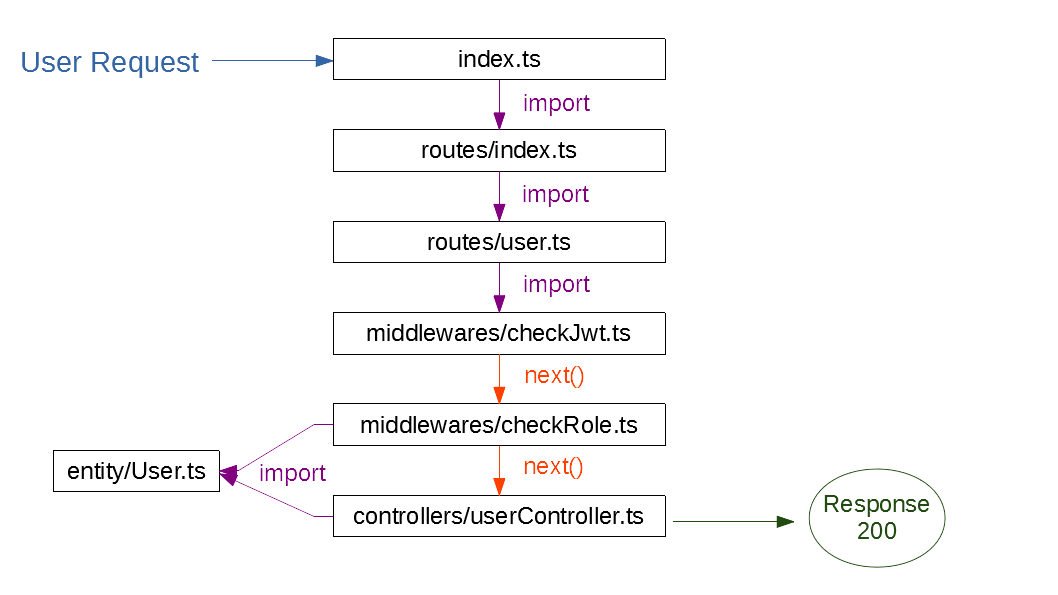 User Request
index.ts
import
routes/index.ts
import
routes/user.ts
import
middlewares/checkJwt.ts
next()
middlewares/checkRole.ts
next()
entity/User.ts
import
controllers/userController.ts
Response
200